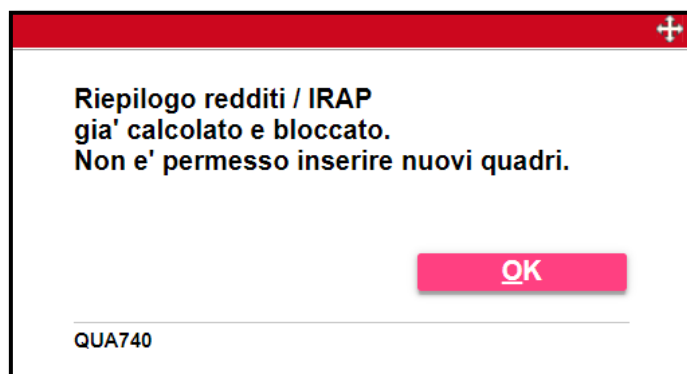 Riepilogo redditi / IRAP
gia' calcolato e bloccato.
Non e' permesso inserire nuovi quadri.
OK
QUA740